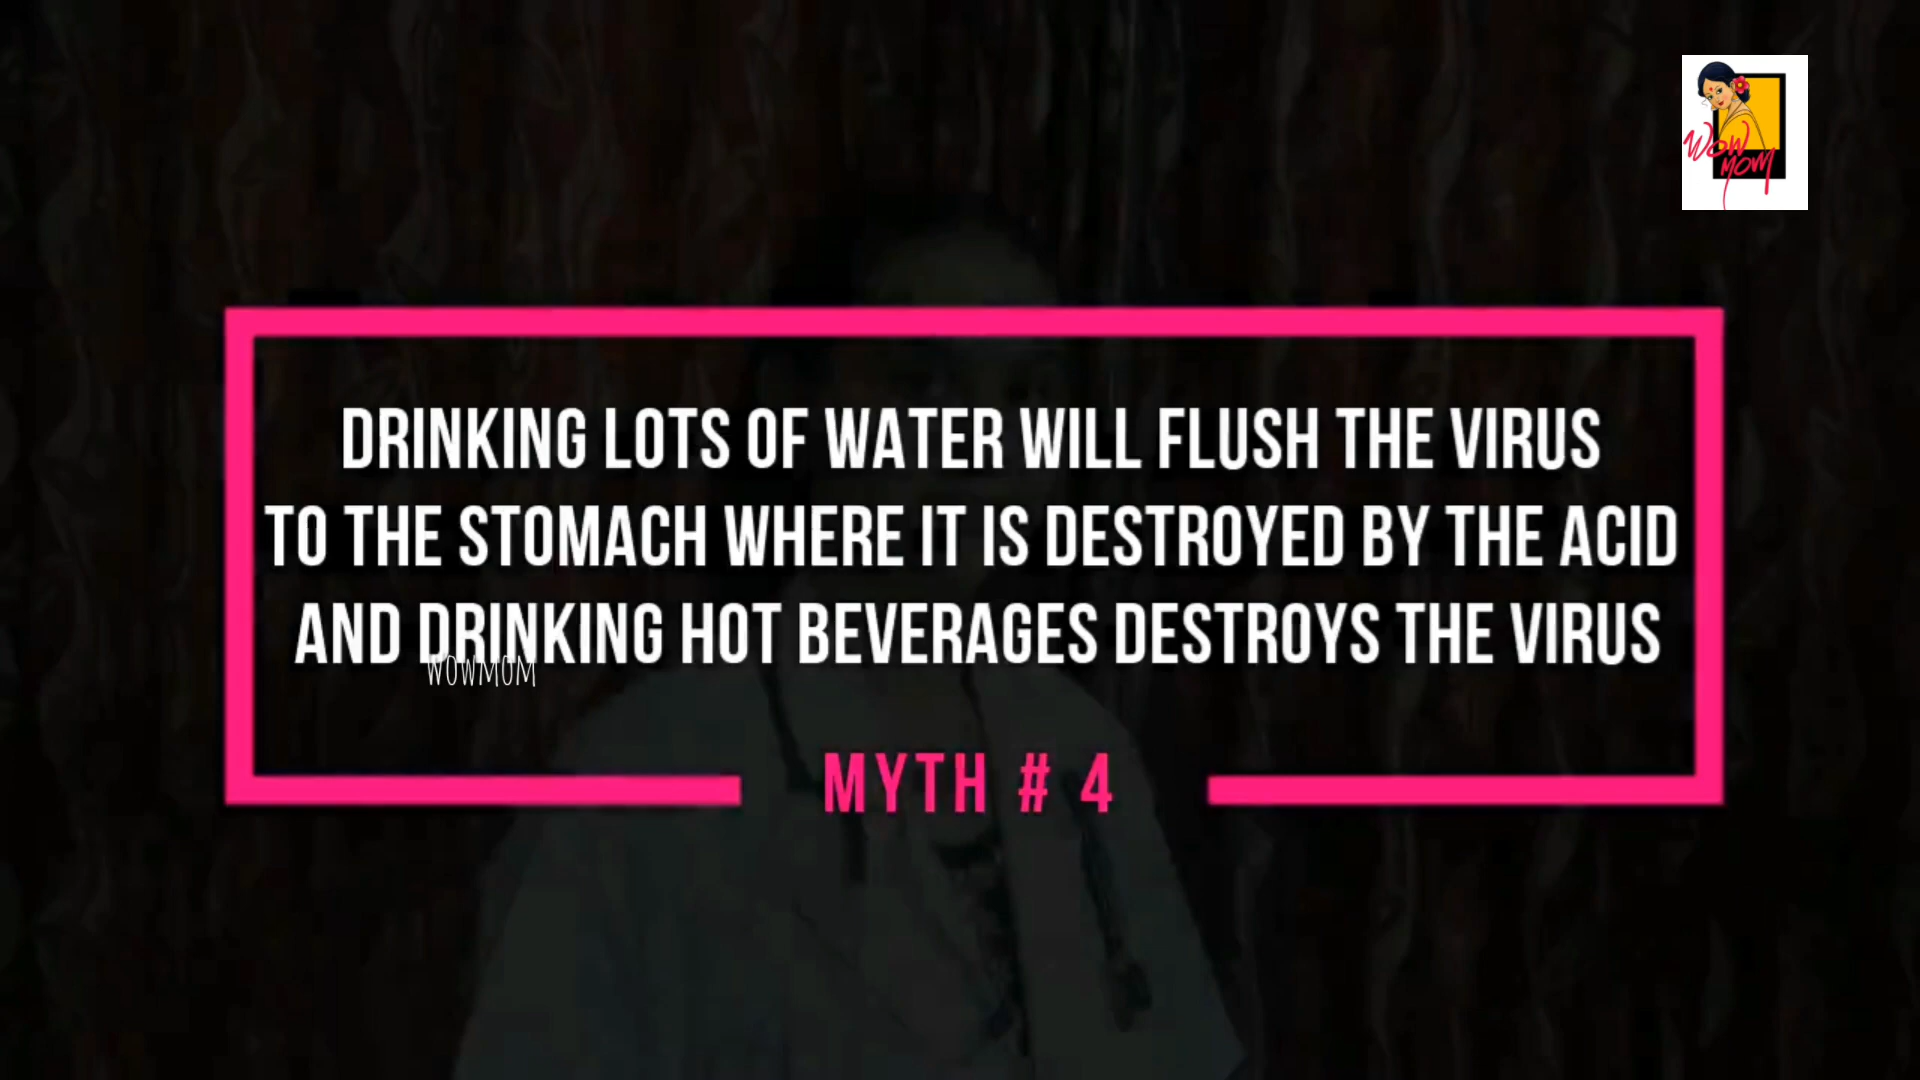 WOW
MOM
DRINKING LOTS OF WATER WILL FLUSH THE VIRUS
TO THE STOMACH WHERE IT IS DESTROYED BY THE ACID
AND DRINKING HOT BEVERAGES DESTROYS THE VIRUS
WOWMOM
MYTH # 4